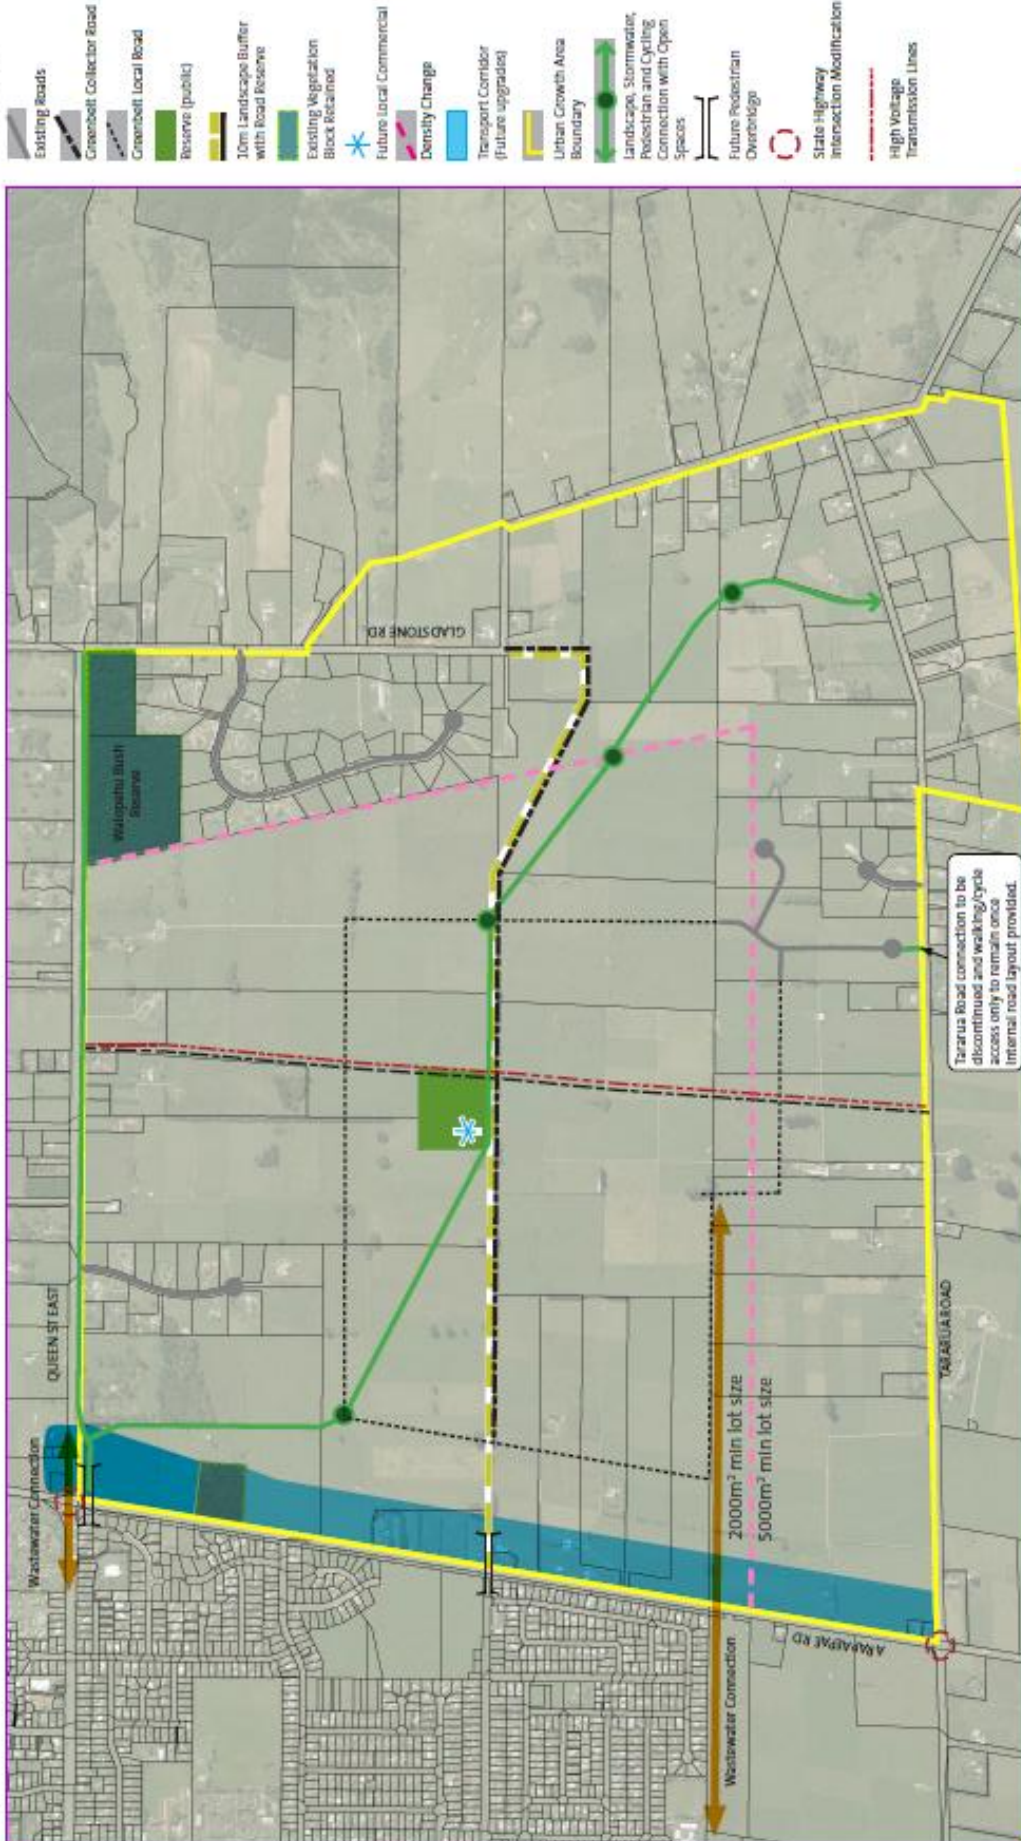 Existing Roads
Greenbelt Collector Road
Greenbelt Local Road
Reserve (public)
10m Landscape Buffer
with Road Reserve
Existing Vegetation
Block Retained
Future Local Commercial
Density Change
Transport Corridor
(Future upgrades)
Urban Growth Area
Boundary
Landscape, Stormwater,
Pedestrian and Cycling
Connection with Open
Spaces
Future Pedestrian
Overbridge
State Highway
Intersection Modification
High Voltage
Transmission Lines
GLADSTONE RD
Waiopehu Bush
Reserve
QUEEN ST EAST
Wastewater Connection
Tararua Road connection to be
discontinued and walking/cycle
access only to remain once
internal road layout provided.
TARARUA ROAD
2000m² min lot size
5000m² min lot size
Wastewater Connection
ARAPAEPAE RD